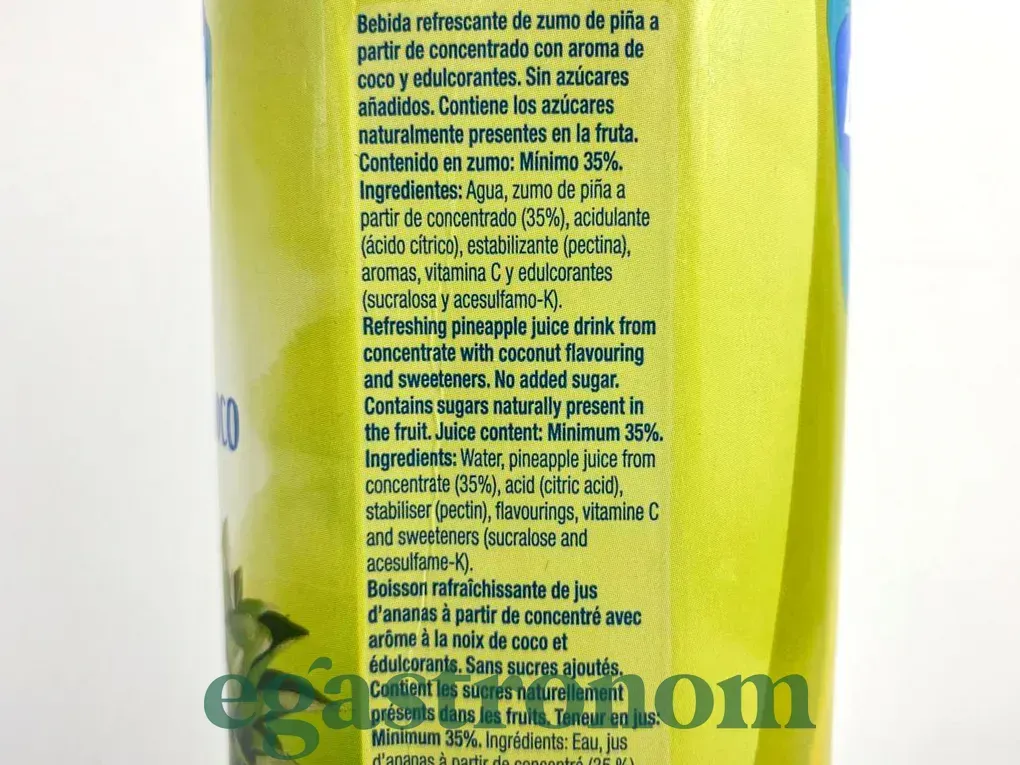 Bebida refrescante de zumo de piña a
partir de concentrado con aroma de
coco y edulcorantes. Sin azúcares
añadidos. Contiene los azúcares
naturalmente presentes en la fruta.
Contenido en zumo: Mínimo 35%.
Ingredientes: Agua, zumo de piña a
partir de concentrado (35%), acidulante
(ácido cítrico), estabilizante (pectina),
aromas, vitamina C y edulcorantes
(sucralosa y acesulfamo-K).
Refreshing pineapple juice drink from
concentrate with coconut flavouring
and sweeteners. No added sugar.
Contains sugars naturally present in
the fruit. Juice content: Minimum 35%.
Ingredients: Water, pineapple juice from
concentrate (35%), acid (citric acid),
stabiliser (pectin), flavourings, vitamine C
and sweeteners (sucralose and
acesulfame-K).
Boisson rafraîchissante de jus
d'ananas à partir de concentré avec
arôme à la noix de coco et
édulcorants. Sans sucres ajoutés.
Contient les sucres naturellement
présents dans les fruits. Teneur en jus:
Minimum 35%. Ingrédients: Eau, jus
d'ananas à partir de concentré (35 %)
egastronom